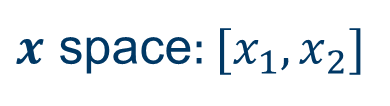 x space: [x₁, x₂]